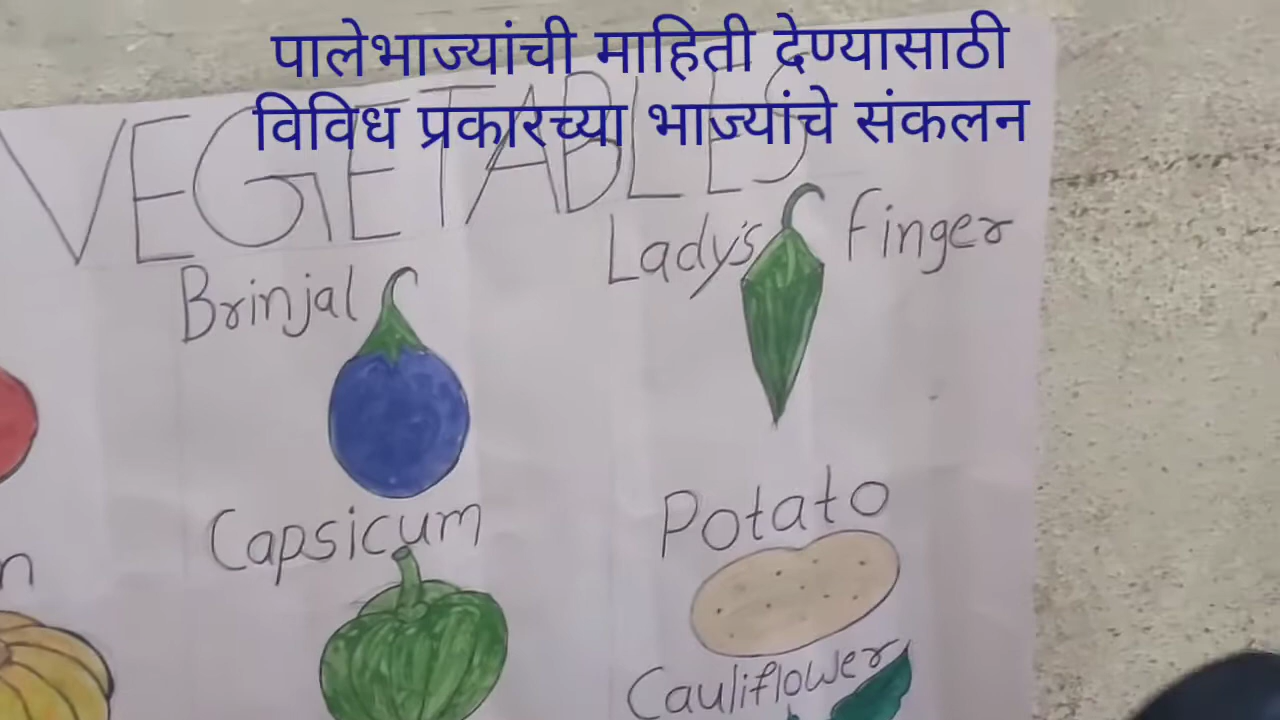 पालेभाज्यांची माहिती देण्यासाठी
विविध प्रकारच्या भाज्यांचे संकलन
VEGETABLES
Brinjal
Lady's Finger
Capsicum
Potato
n
Cauliflower